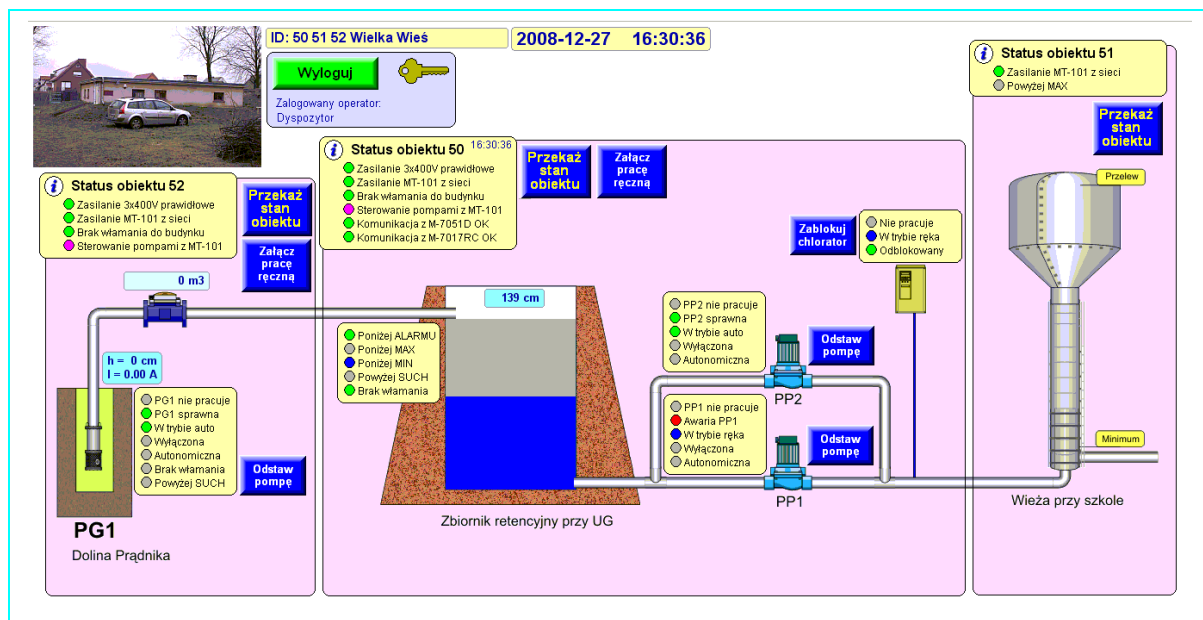 ID: 50 51 52 Wielka Wieś
2008-12-27 16:30:36
Wyloguj
Zalogowany operator:
Dyspozytor
Status obiektu 52
Zasilanie 3x400V prawidłowe
Zasilanie MT-101 z sieci
Brak włamania do budynku
Sterowanie pompami z MT-101
Przekaż
stan
obiektu
Załącz
pracę
ręczną
0 m3
h = 0 cm
I = 0.00 A
PG1 nie pracuje
PG1 sprawna
W trybie auto
Wyłączona
Autonomiczna
Brak włamania
Powyżej SUCH
Odstaw
pompę
PG1
Dolina Prądnika
Status obiektu 50
16:30:36
Zasilanie 3x400V prawidłowe
Zasilanie MT-101 z sieci
Brak włamania do budynku
Sterowanie pompami z MT-101
Komunikacja z M-7051D OK
Komunikacja z M-7017RC OK
Przekaż
stan
obiektu
Załącz
pracę
ręczną
139 cm
Poniżej ALARMU
Poniżej MAX
Poniżej MIN
Powyżej SUCH
Brak włamania
Zbiornik retencyjny przy UG
PP2 nie pracuje
PP2 sprawna
W trybie auto
Wyłączona
Autonomiczna
Odstaw
pompę
PP2
PP1 nie pracuje
Awaria PP1
W trybie ręka
Wyłączona
Autonomiczna
Odstaw
pompę
PP1
Zablokuj
chlorator
Nie pracuje
W trybie ręka
Odblokowany
Status obiektu 51
Zasilanie MT-101 z sieci
Powyżej MAX
Przekaż
stan
obiektu
Przelew
Minimum
Wieża przy szkole